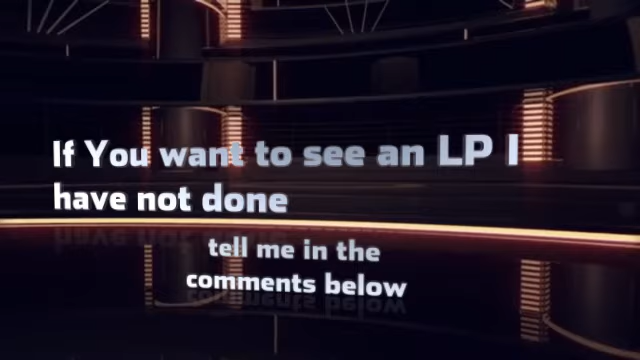 If You want to see an LP I
have not done
tell me in the
comments below